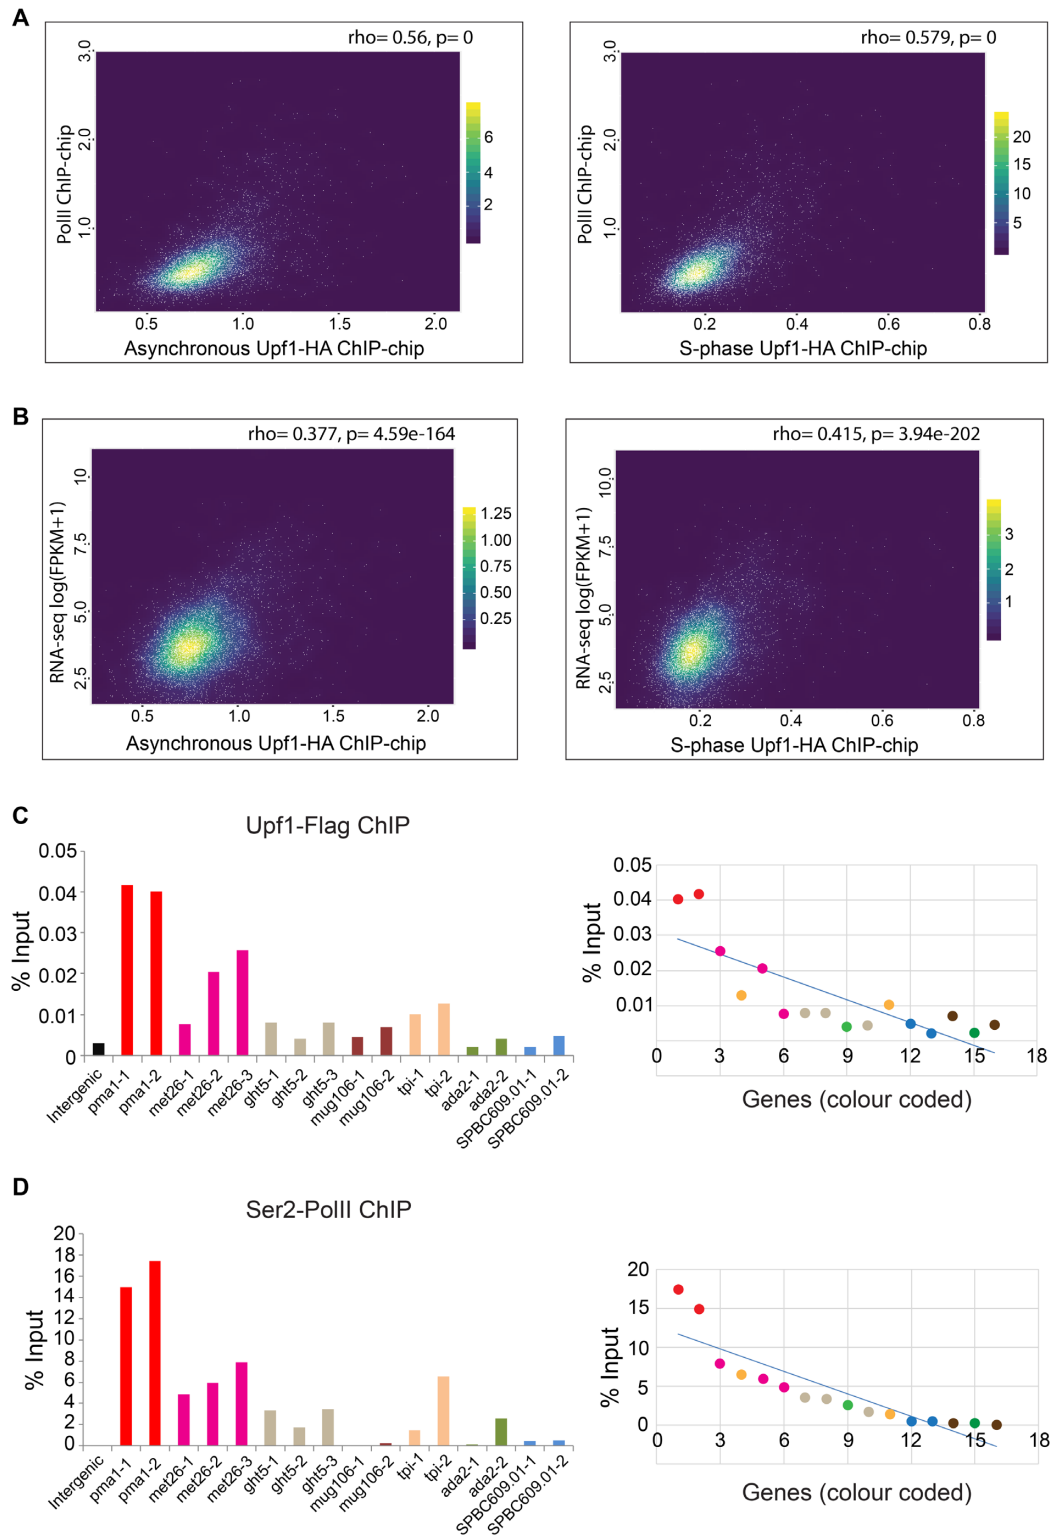 A
rho= 0.56, p= 0
PolII ChIP-chip
3.0
2.0
1.0
6
4
2
0.5 1.0 1.5 2.0
Asynchronous Upf1-HA ChIP-chip
rho= 0.579, p= 0
PolII ChIP-chip
3.0
2.0
1.0
20
15
10
5
0.2 0.4 0.6 0.8
S-phase Upf1-HA ChIP-chip
B
rho= 0.377, p= 4.59e-164
RNA-seq log(FPKM+1)
10
7.5
5.0
2.5
1.25
1.00
0.75
0.50
0.25
0.5 1.0 1.5 2.0
Asynchronous Upf1-HA ChIP-chip
rho= 0.415, p= 3.94e-202
RNA-seq log(FPKM+1)
10.0
7.5
5.0
2.5
3
2
1
0.2 0.4 0.6 0.8
S-phase Upf1-HA ChIP-chip
C
Upf1-Flag ChIP
% Input
0.05
0.04
0.03
0.02
0.01
0
Intergenic pma1-1 pma1-2 met26-1 met26-2 met26-3 ght5-1 ght5-2 ght5-3 mug106-1 mug106-2 tpi-1 tpi-2 ada2-1 ada2-2 SPBC609.01-1 SPBC609.01-2
% Input
0.05
0.04
0.03
0.02
0.01
0 3 6 9 12 15 18
Genes (colour coded)
D
Ser2-PolII ChIP
% Input
20
18
16
14
12
10
8
6
4
2
0
Intergenic pma1-1 pma1-2 met26-1 met26-2 met26-3 ght5-1 ght5-2 ght5-3 mug106-1 mug106-2 tpi-1 tpi-2 ada2-1 ada2-2 SPBC609.01-1 SPBC609.01-2
% Input
20
15
10
5
0
0 3 6 9 12 15 18
Genes (colour coded)